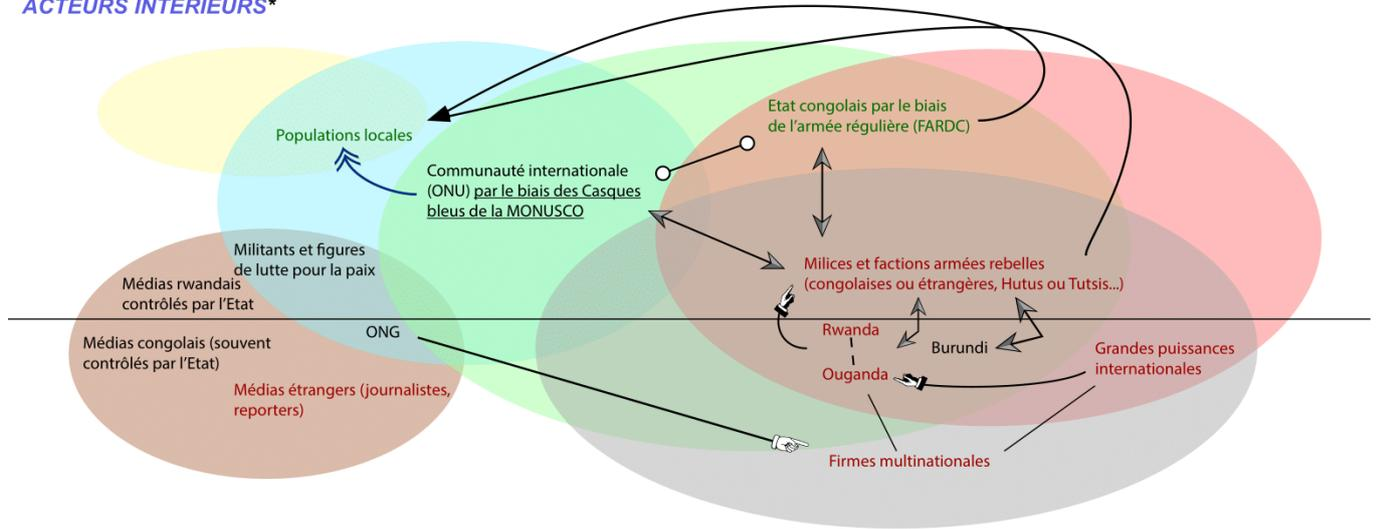 ACTEURS INTERIEURS*
Etat congolais par le biais
de l'armée régulière (FARDC)
Populations locales
Communauté internationale
(ONU) par le biais des Casques
bleus de la MONUSCO
Militants et figures
de lutte pour la paix
Médias rwandais
contrôlés par l'Etat
Milices et factions armées rebelles
(congolaises ou étrangères, Hutus ou Tutsis...)
ONG
Rwanda
Médias congolais (souvent
contrôlés par l'Etat)
Burundi
Grandes puissances
internationales
Ouganda
Médias étrangers (journalistes,
reporters)
Firmes multinationales